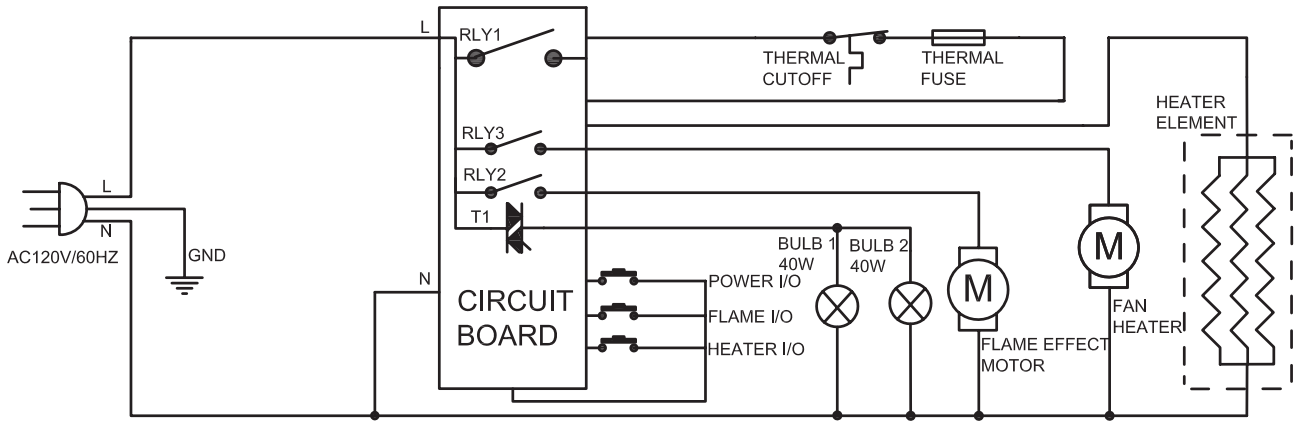 L
RLY1
THERMAL
CUTOFF
THERMAL
FUSE
HEATER
ELEMENT
RLY3
RLY2
T1
L
N
AC120V/60HZ
GND
BULB 1
40W
BULB 2
40W
M
M
N
CIRCUIT
BOARD
POWER I/O
FLAME I/O
HEATER I/O
FAN
HEATER
FLAME EFFECT
MOTOR